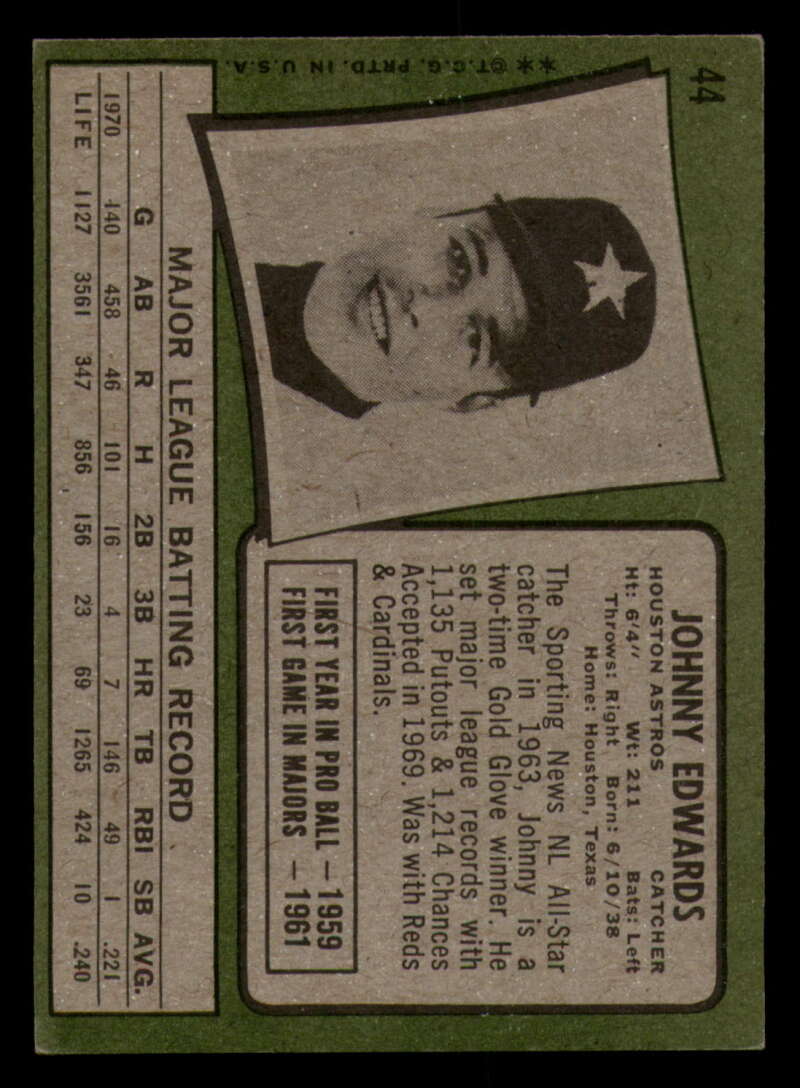 44
**©T.C.G. PRTD. IN U.S.A.
JOHNNY EDWARDS
HOUSTON ASTROS CATCHER
Ht: 6'4" Wt: 211 Bats: Left
Throws: Right Born: 6/10/38
Home: Houston, Texas
The Sporting News NL All-Star
catcher in 1963, Johnny is a
two-time Gold Glove winner. He
set major league records with
1,135 Putouts & 1,214 Chances
Accepted in 1969. Was with Reds
& Cardinals.
FIRST YEAR IN PRO BALL — 1959
FIRST GAME IN MAJORS — 1961
MAJOR LEAGUE BATTING RECORD
G AB R H 2B 3B HR TB RBI SB AVG.
1970 140 458 46 101 16 4 7 146 49 1 .221
LIFE 1127 3561 347 856 156 23 69 1265 424 10 .240